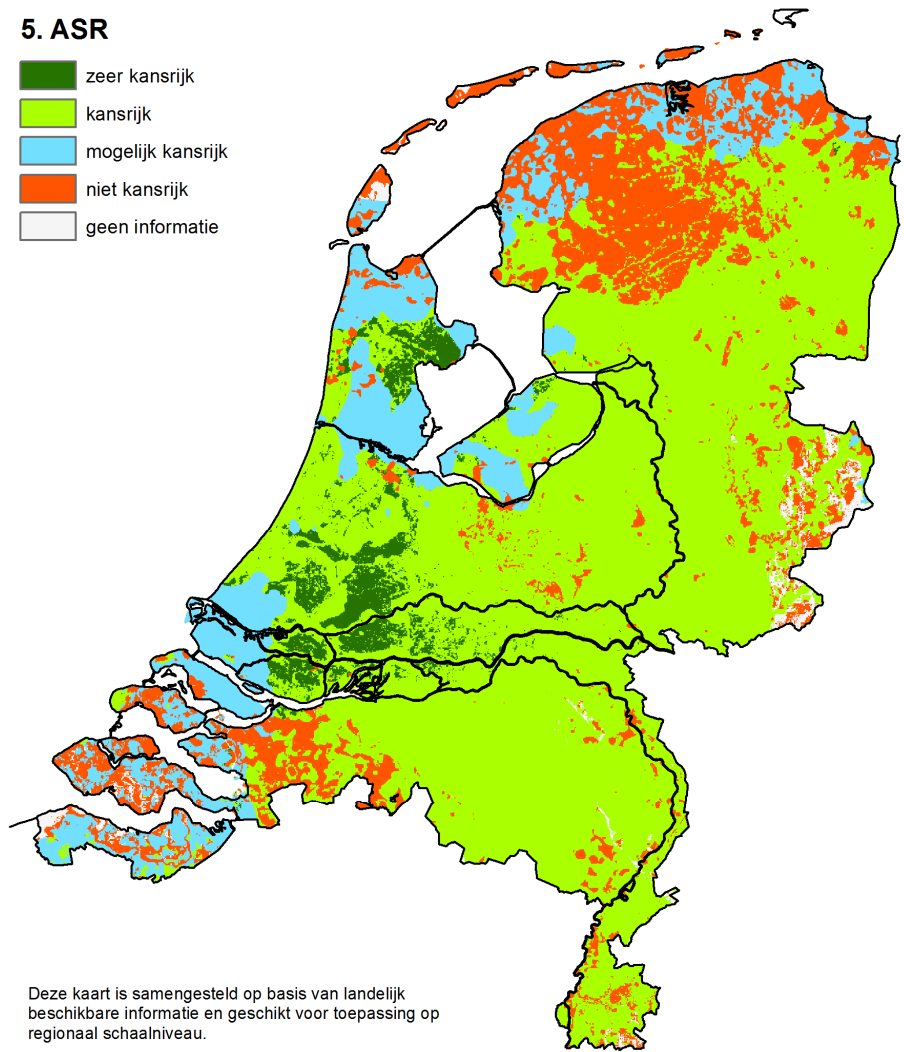 5. ASR
zeer kansrijk
kansrijk
mogelijk kansrijk
niet kansrijk
geen informatie
Deze kaart is samengesteld op basis van landelijk
beschikbare informatie en geschikt voor toepassing op
regionaal schaalniveau.